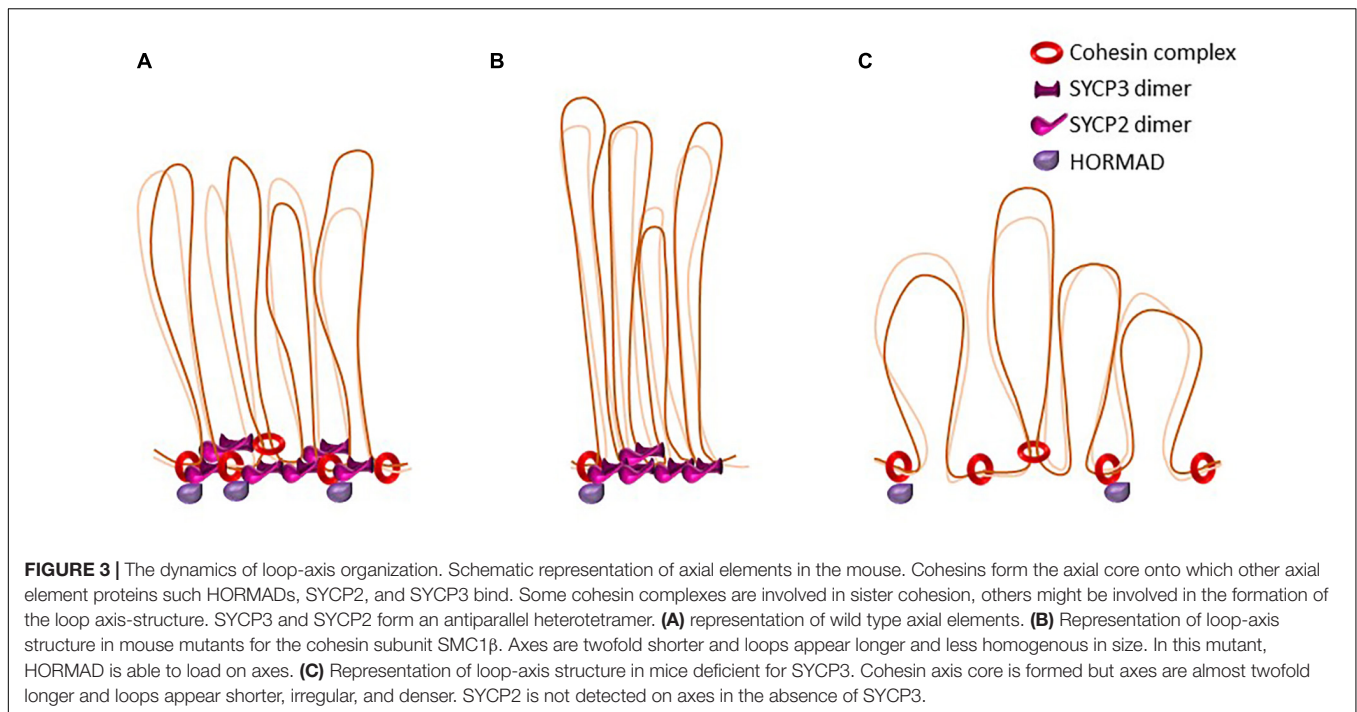 A
B
C
Cohesin complex
SYCP3 dimer
SYCP2 dimer
HORMAD
FIGURE 3 | The dynamics of loop-axis organization. Schematic representation of axial elements in the mouse. Cohesins form the axial core onto which other axial
element proteins such HORMADs, SYCP2, and SYCP3 bind. Some cohesin complexes are involved in sister cohesion, others might be involved in the formation of
the loop axis-structure. SYCP3 and SYCP2 form an antiparallel heterotetramer. (A) representation of wild type axial elements. (B) Representation of loop-axis
structure in mouse mutants for the cohesin subunit SMC1β. Axes are twofold shorter and loops appear longer and less homogenous in size. In this mutant,
HORMAD is able to load on axes. (C) Representation of loop-axis structure in mice deficient for SYCP3. Cohesin axis core is formed but axes are almost twofold
longer and loops appear shorter, irregular, and denser. SYCP2 is not detected on axes in the absence of SYCP3.